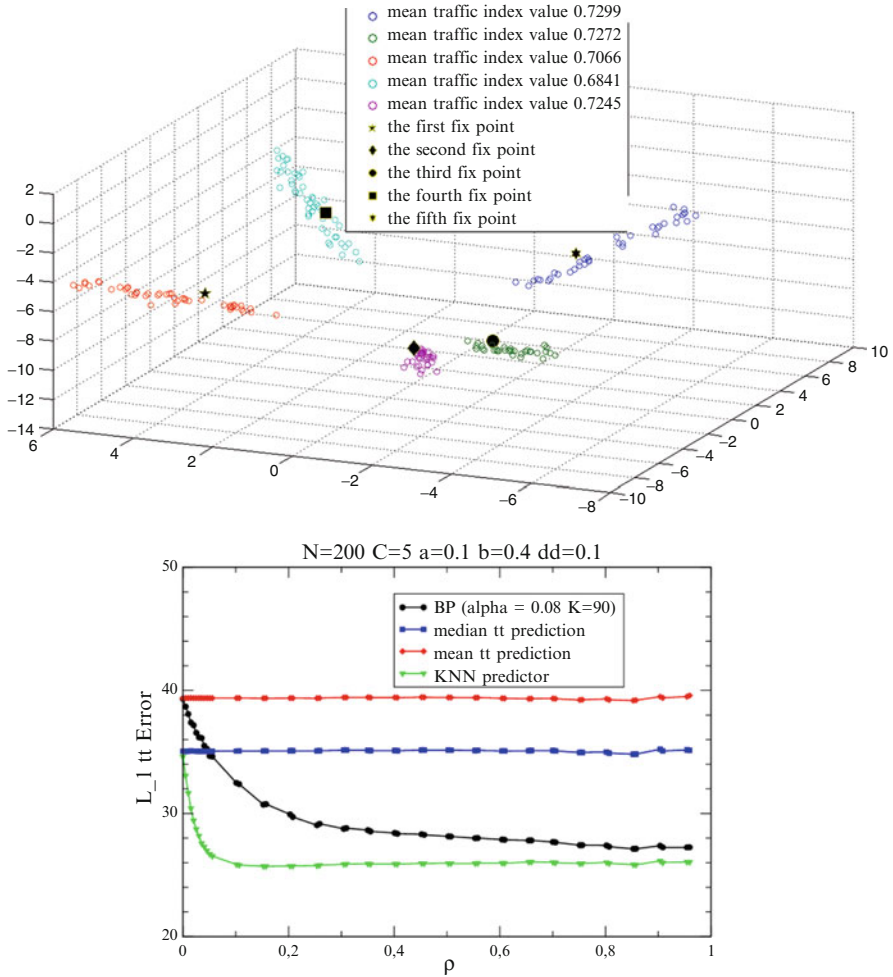 mean traffic index value 0.7299
mean traffic index value 0.7272
mean traffic index value 0.7066
mean traffic index value 0.6841
mean traffic index value 0.7245
the first fix point
the second fix point
the third fix point
the fourth fix point
the fifth fix point
2
0
−2
−4
−6
−8
−10
−12
−14
6
4
2
0
−2
−4
−6
−8
−10
−8
−6
−4
−2
0
2
4
6
8
10
N=200 C=5 a=0.1 b=0.4 dd=0.1
BP (alpha = 0.08 K=90)
median tt prediction
mean tt prediction
KNN predictor
L_1 tt Error
50
40
30
20
0 0,2 0,4 0,6 0,8 1
ρ